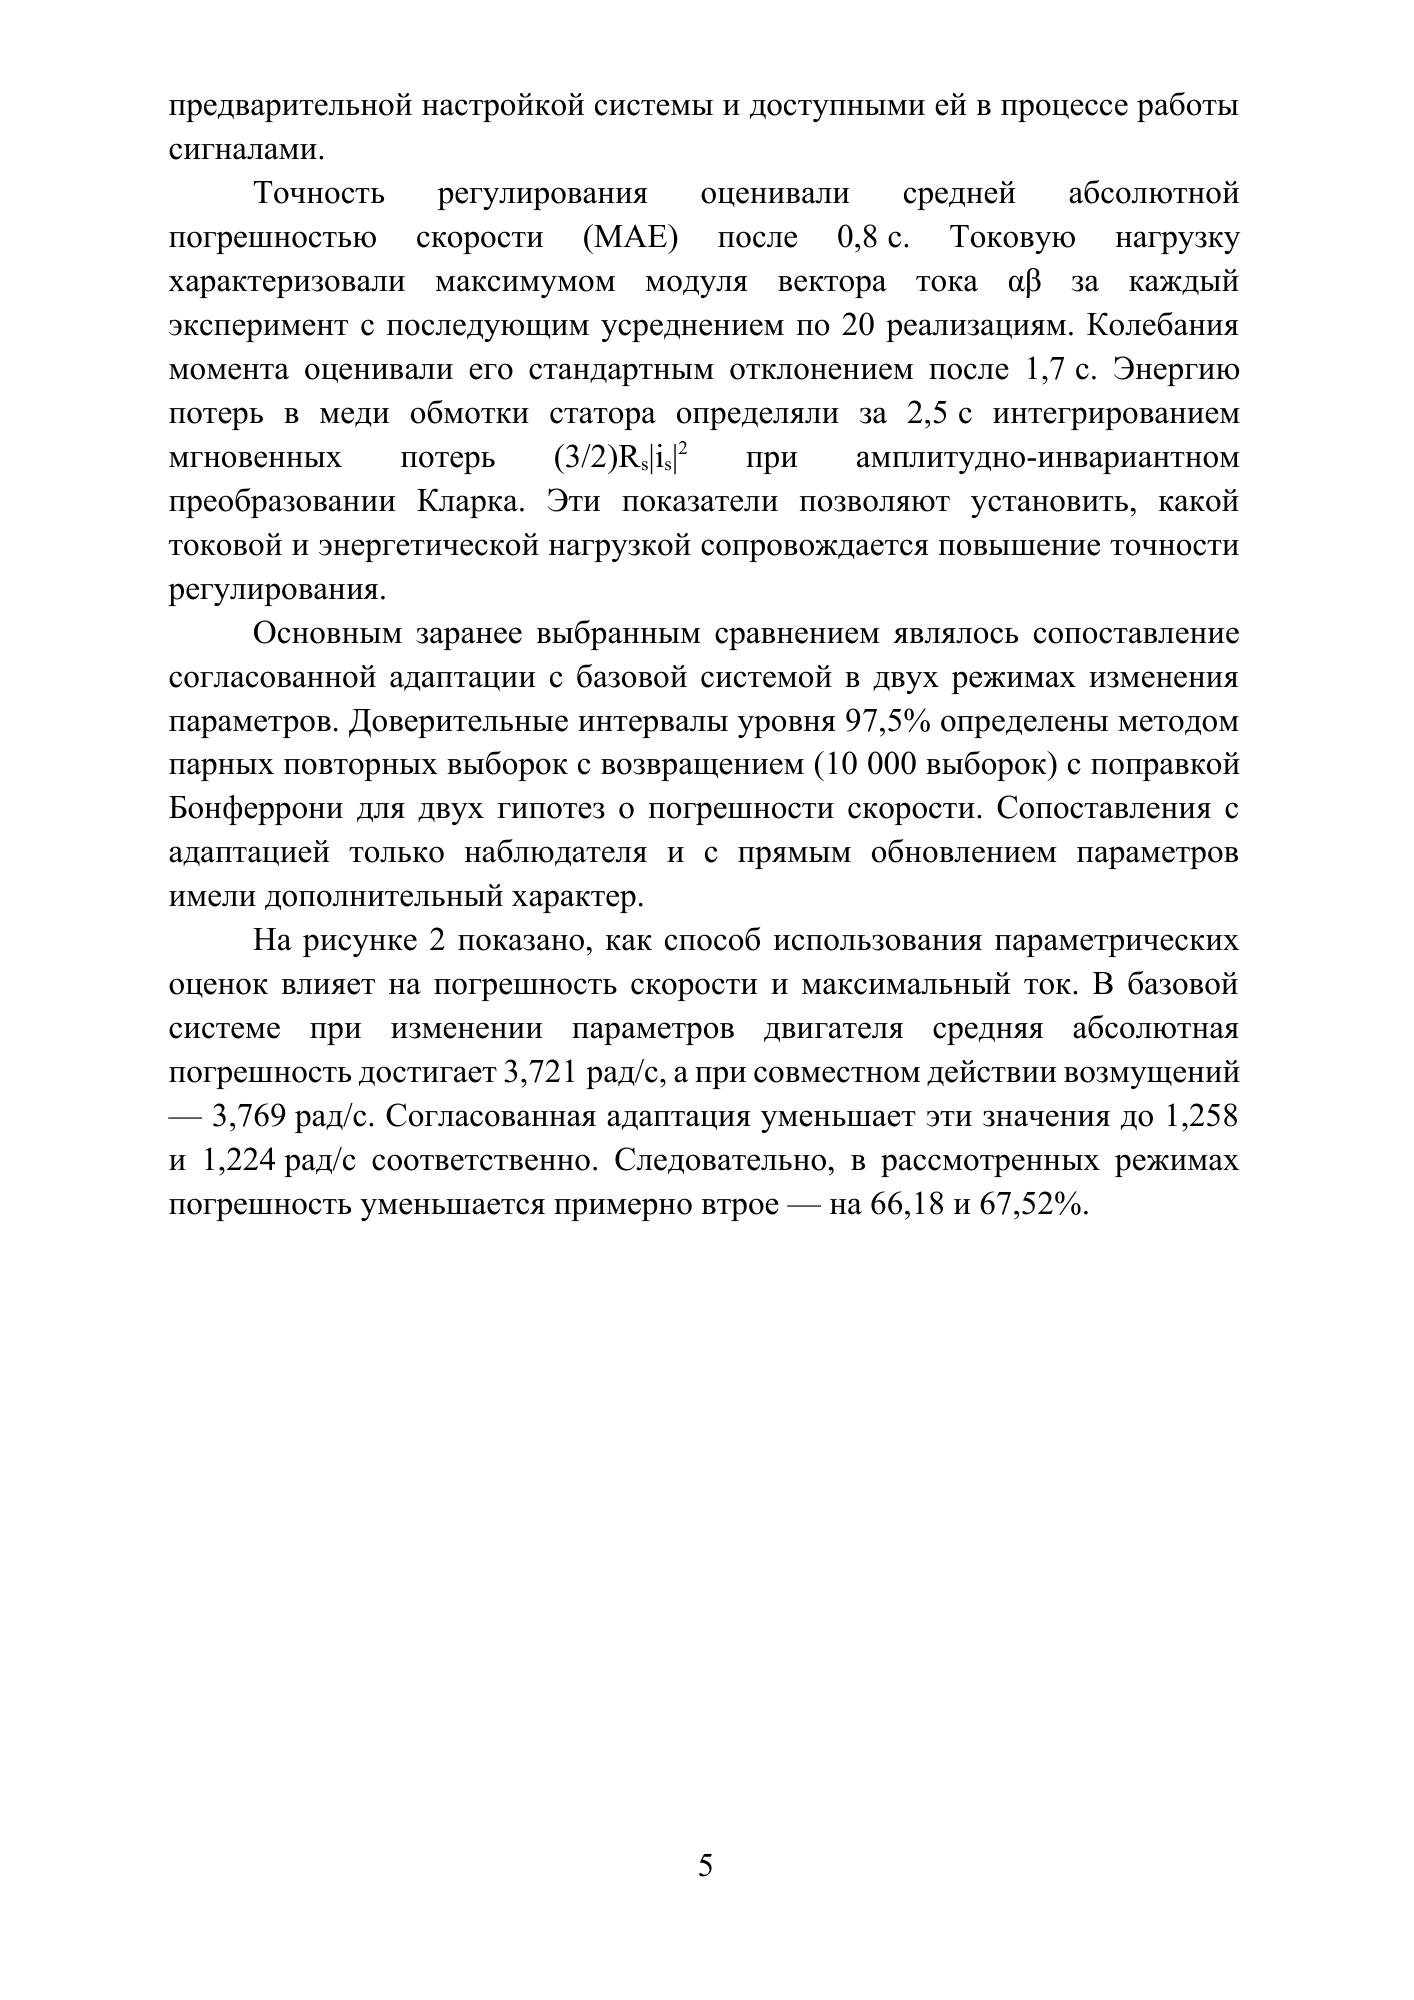 предварительной настройкой системы и доступными ей в процессе работы
сигналами.
Точность регулирования оценивали средней абсолютной
погрешностью скорости (MAE) после 0,8 с. Токовую нагрузку
характеризовали максимумом модуля вектора тока αβ за каждый
эксперимент с последующим усреднением по 20 реализациям. Колебания
момента оценивали его стандартным отклонением после 1,7 с. Энергию
потерь в меди обмотки статора определяли за 2,5 с интегрированием
мгновенных потерь (3/2)Rₛ|iₛ|² при амплитудно-инвариантном
преобразовании Кларка. Эти показатели позволяют установить, какой
токовой и энергетической нагрузкой сопровождается повышение точности
регулирования.
Основным заранее выбранным сравнением являлось сопоставление
согласованной адаптации с базовой системой в двух режимах изменения
параметров. Доверительные интервалы уровня 97,5% определены методом
парных повторных выборок с возвращением (10 000 выборок) с поправкой
Бонферрони для двух гипотез о погрешности скорости. Сопоставления с
адаптацией только наблюдателя и с прямым обновлением параметров
имели дополнительный характер.
На рисунке 2 показано, как способ использования параметрических
оценок влияет на погрешность скорости и максимальный ток. В базовой
системе при изменении параметров двигателя средняя абсолютная
погрешность достигает 3,721 рад/с, а при совместном действии возмущений
— 3,769 рад/с. Согласованная адаптация уменьшает эти значения до 1,258
и 1,224 рад/с соответственно. Следовательно, в рассмотренных режимах
погрешность уменьшается примерно втрое — на 66,18 и 67,52%.
5